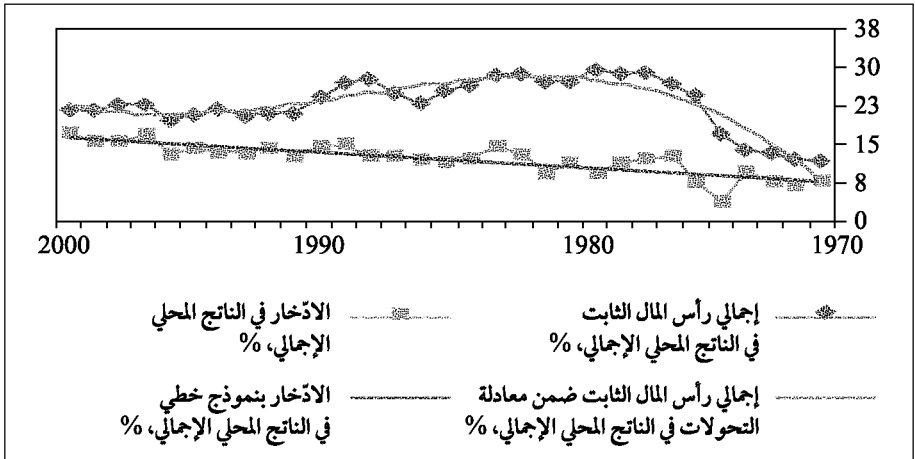 38
30
23
15
8
0
1970
1980
1990
2000
إجمالي رأس المال الثابت
في الناتج المحلي الإجمالي، %
الادّخار في الناتج المحلي
الإجمالي، %
إجمالي رأس المال الثابت ضمن معادلة
التحولات في الناتج المحلي الإجمالي، %
الادّخار بنموذج خطي
في الناتج المحلي الإجمالي، %